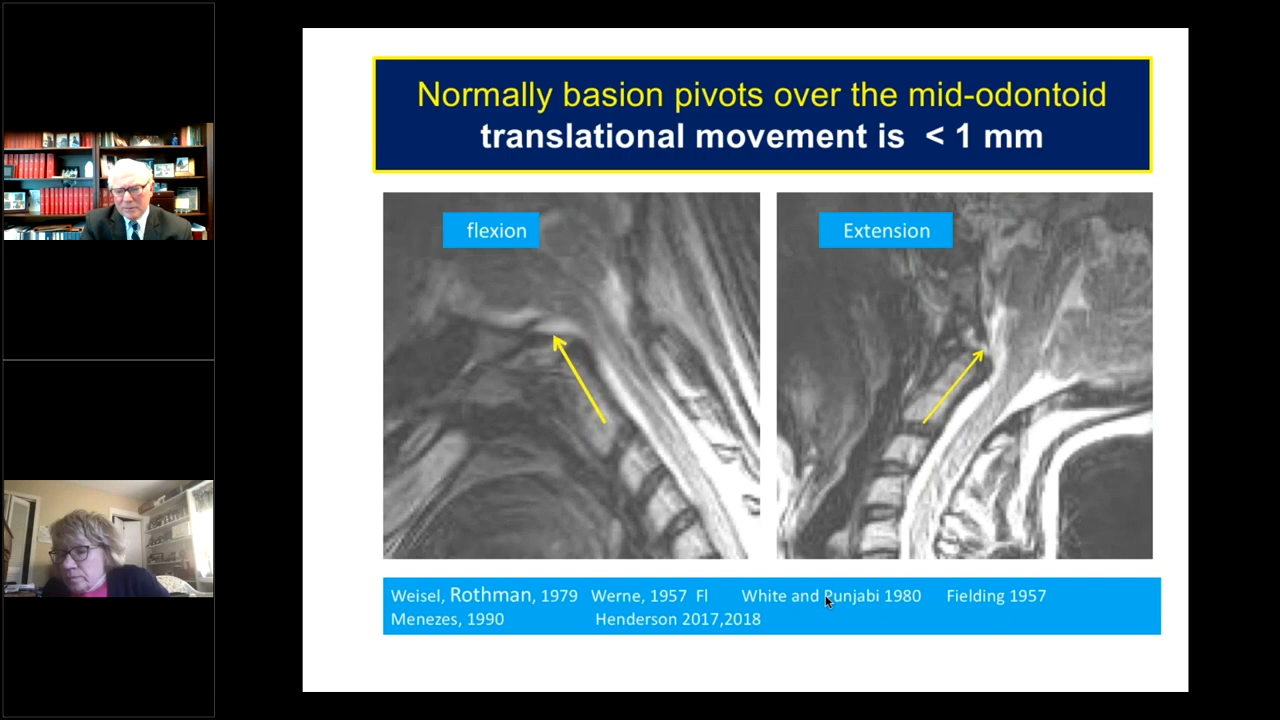 Normally basion pivots over the mid-odontoid
translational movement is < 1 mm
flexion
Extension
Weisel, Rothman, 1979 Werne, 1957 Fl White and Punjabi 1980 Fielding 1957
Menezes, 1990 Henderson 2017,2018